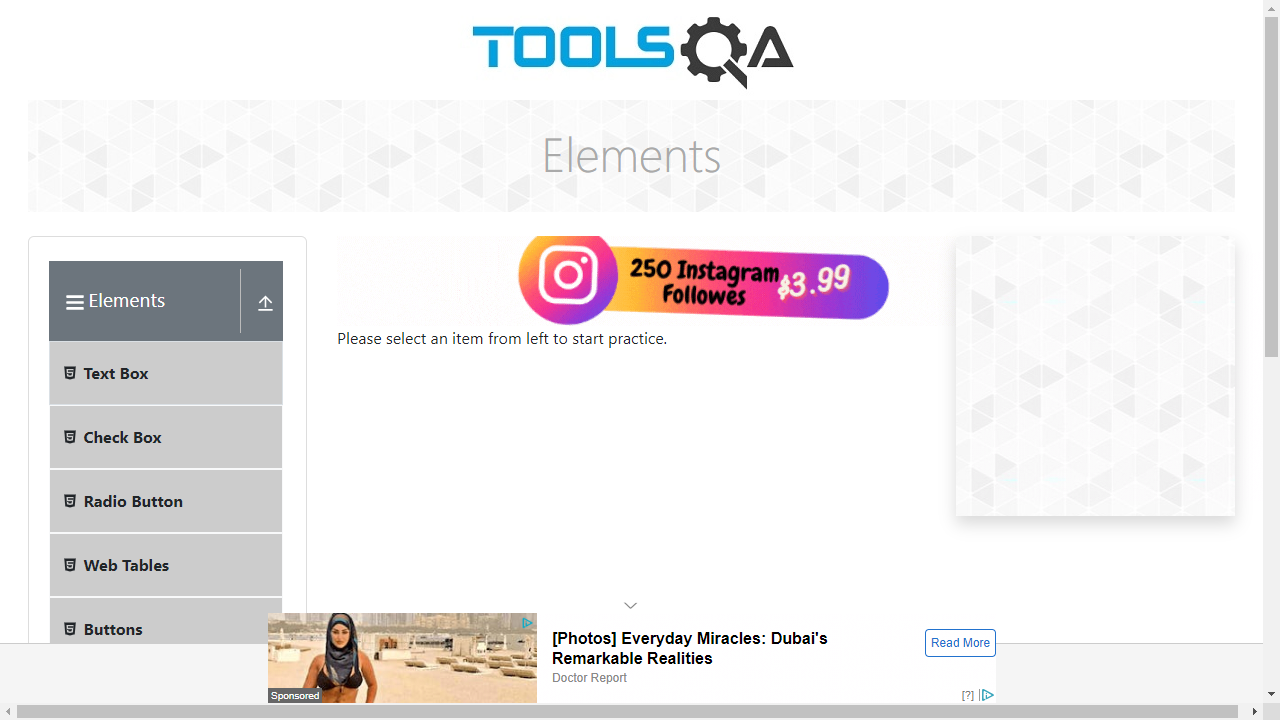 TOOLSQA
Elements
Elements
Text Box
Check Box
Radio Button
Web Tables
Buttons
250 Instagram
Followes
$3.99
Please select an item from left to start practice.
Sponsored
[Photos] Everyday Miracles: Dubai's
Remarkable Realities
Doctor Report
Read More
[?]